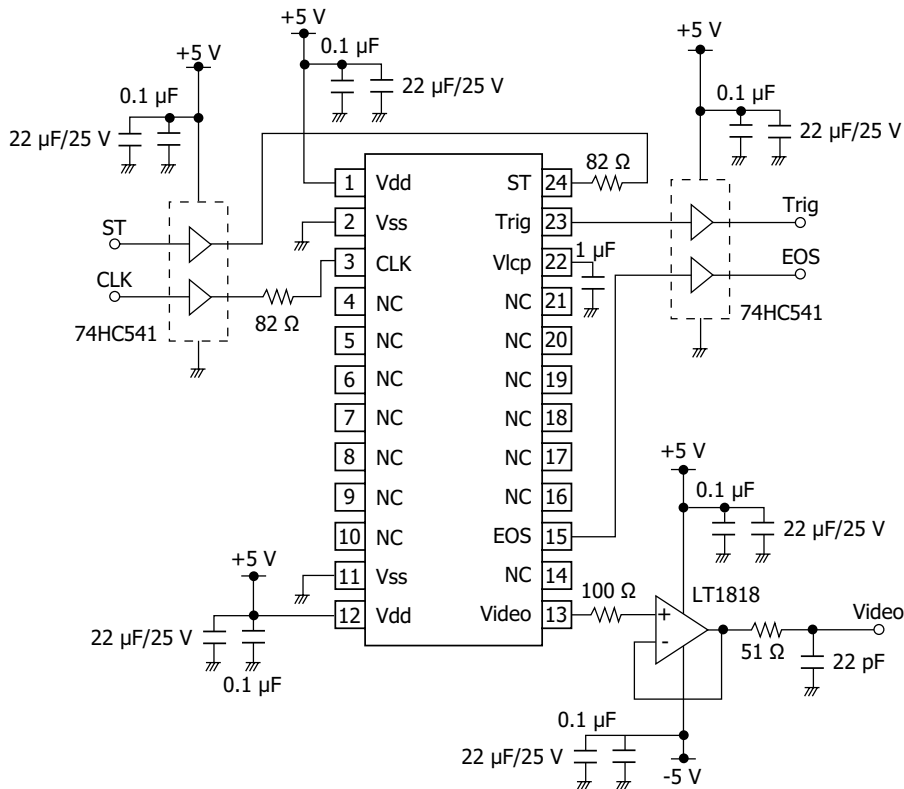 +5 V
0.1 µF
22 µF/25 V
+5 V
0.1 µF
22 µF/25 V
+5 V
0.1 µF
22 µF/25 V
ST
CLK
74HC541
82 Ω
82 Ω
1 Vdd
2 Vss
3 CLK
4 NC
5 NC
6 NC
7 NC
8 NC
9 NC
10 NC
11 Vss
12 Vdd
ST 24
Trig 23
Vlcp 22
NC 21
NC 20
NC 19
NC 18
NC 17
NC 16
EOS 15
NC 14
Video 13
1 µF
Trig
EOS
74HC541
+5 V
22 µF/25 V
0.1 µF
+5 V
0.1 µF
22 µF/25 V
100 Ω
+
-
LT1818
51 Ω
Video
22 pF
0.1 µF
22 µF/25 V
-5 V